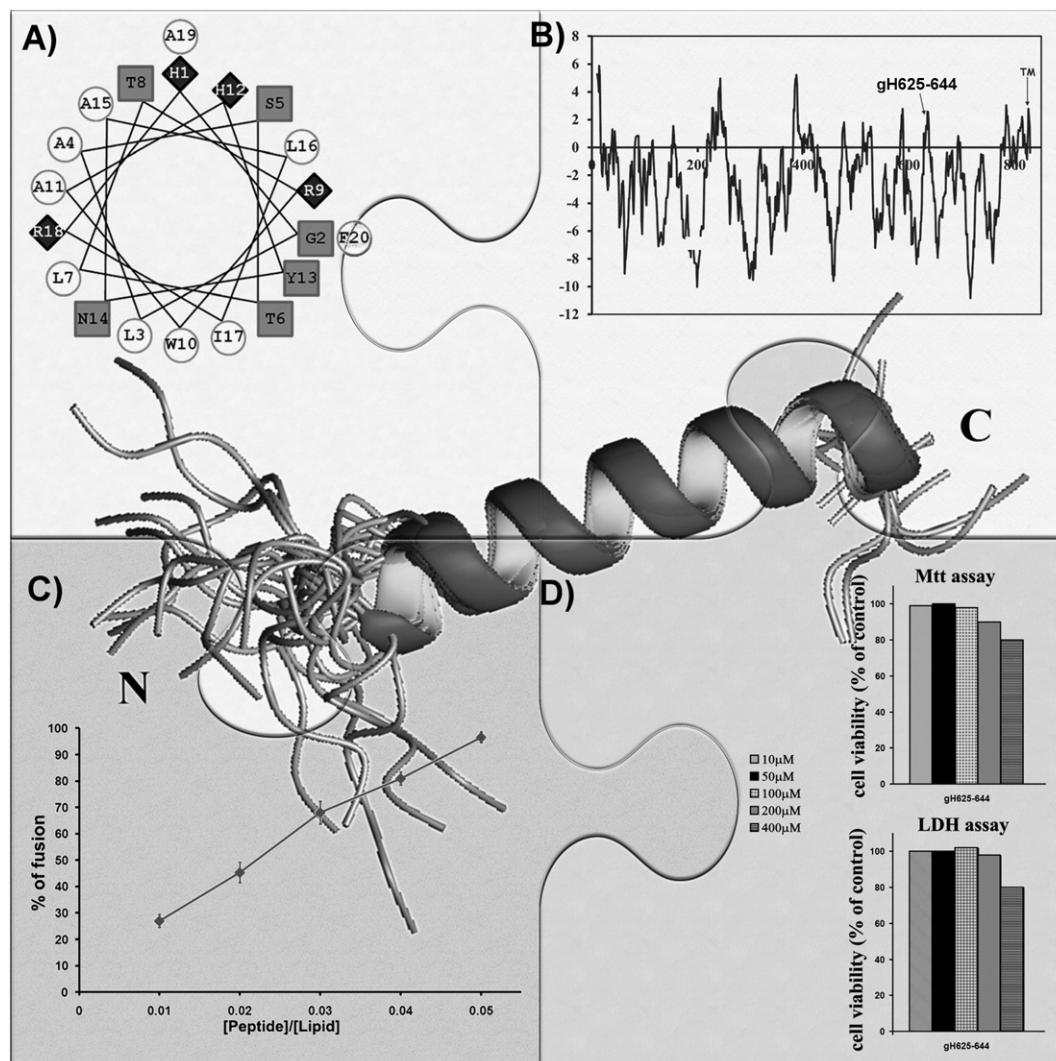 A)
A19
H1
H12
T8
S5
A15
L16
A4
R9
A11
R18
G2
F20
L7
Y13
N14
T6
L3
I17
W10
B)
8
6
4
2
0
-2
-4
-6
-8
-10
-12
0
200
400
600
800
gH625-644
TM
N
C
C)
% of fusion
100
90
80
70
60
50
40
30
20
10
0
0
0.01
0.02
0.03
0.04
0.05
[Peptide]/[Lipid]
D)
10µM
50µM
100µM
200µM
400µM
Mtt assay
cell viability (% of control)
100
80
60
40
20
0
gH625-644
LDH assay
cell viability (% of control)
100
80
60
40
20
0
gH625-644